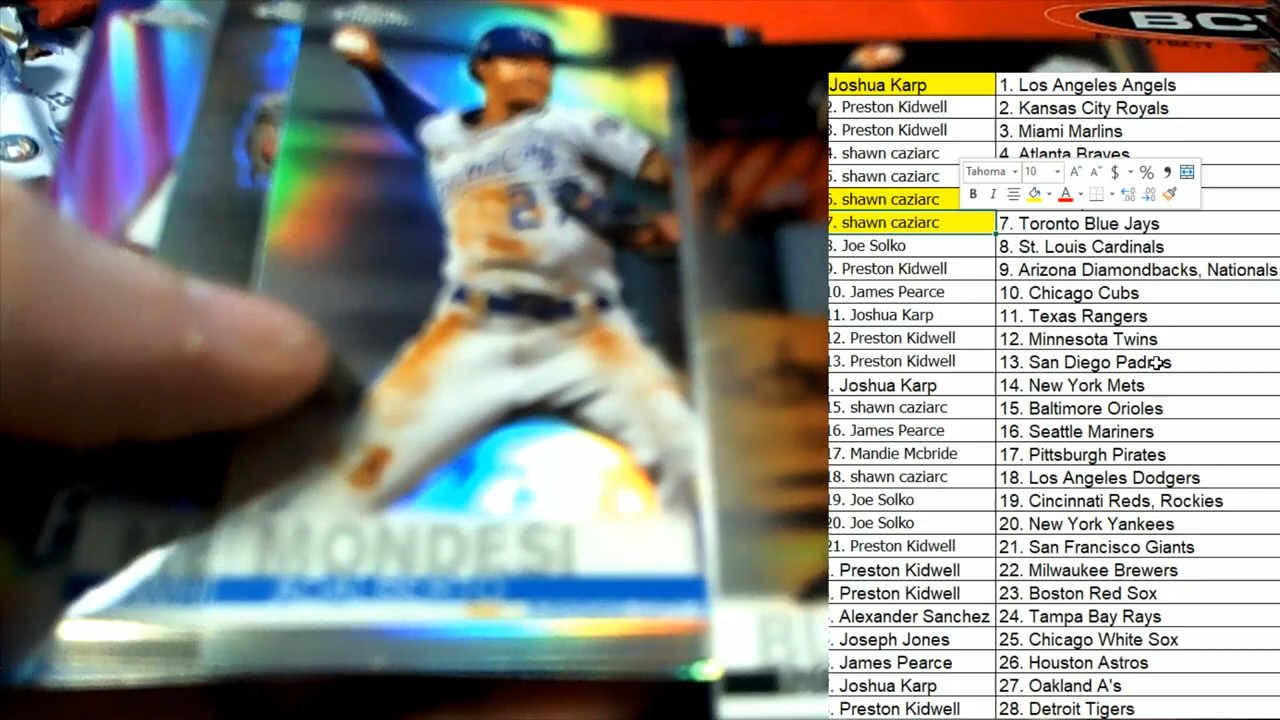 BC
Joshua Karp 1. Los Angeles Angels
2. Preston Kidwell 2. Kansas City Royals
3. Preston Kidwell 3. Miami Marlins
4. shawn caziarc 4. Atlanta Braves
5. shawn caziarc
Tahoma 10 A A $ % ,
B I A
6. shawn caziarc
7. shawn caziarc 7. Toronto Blue Jays
8. Joe Solko 8. St. Louis Cardinals
9. Preston Kidwell 9. Arizona Diamondbacks, Nationals
10. James Pearce 10. Chicago Cubs
11. Joshua Karp 11. Texas Rangers
12. Preston Kidwell 12. Minnesota Twins
13. Preston Kidwell 13. San Diego Padres
. Joshua Karp 14. New York Mets
15. shawn caziarc 15. Baltimore Orioles
16. James Pearce 16. Seattle Mariners
17. Mandie Mcbride 17. Pittsburgh Pirates
18. shawn caziarc 18. Los Angeles Dodgers
19. Joe Solko 19. Cincinnati Reds, Rockies
20. Joe Solko 20. New York Yankees
21. Preston Kidwell 21. San Francisco Giants
. Preston Kidwell 22. Milwaukee Brewers
. Preston Kidwell 23. Boston Red Sox
. Alexander Sanchez 24. Tampa Bay Rays
. Joseph Jones 25. Chicago White Sox
. James Pearce 26. Houston Astros
. Joshua Karp 27. Oakland A's
. Preston Kidwell 28. Detroit Tigers